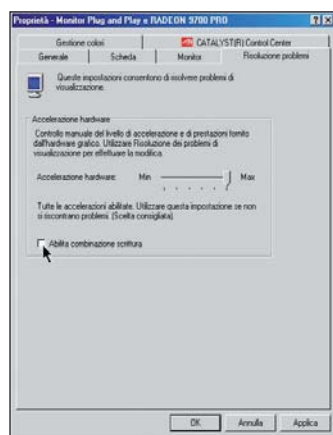 Proprietà - Monitor Plug and Play e RADEON 9700 PRO
Gestione colori
CATALYST(R) Control Center
Generale
Scheda
Monitor
Risoluzione problemi
Queste impostazioni consentono di risolvere problemi di
visualizzazione.
Accelerazione hardware
Controllo manuale del livello di accelerazione e di prestazioni fornito
dall'hardware grafico. Utilizzare Risoluzione dei problemi di
visualizzazione per effettuare la modifica.
Accelerazione hardware: Min Max
Tutte le accelerazioni abilitate. Utilizzare questa impostazione se non
si riscontrano problemi. (Scelta consigliata).
Abilita combinazione scrittura
OK Annulla Applica